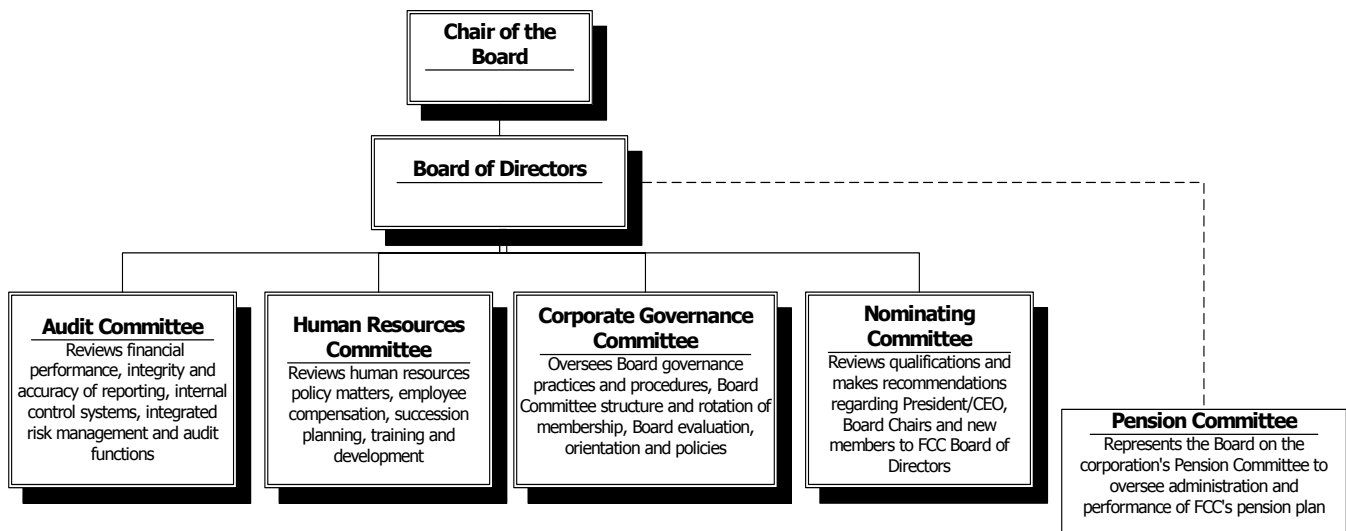 Chair of the
Board
Board of Directors
Audit Committee
Reviews financial
performance, integrity and
accuracy of reporting, internal
control systems, integrated
risk management and audit
functions
Human Resources
Committee
Reviews human resources
policy matters, employee
compensation, succession
planning, training and
development
Corporate Governance
Committee
Oversees Board governance
practices and procedures, Board
Committee structure and rotation of
membership, Board evaluation,
orientation and policies
Nominating
Committee
Reviews qualifications and
makes recommendations
regarding President/CEO,
Board Chairs and new
members to FCC Board of
Directors
Pension Committee
Represents the Board on the
corporation's Pension Committee to
oversee administration and
performance of FCC's pension plan